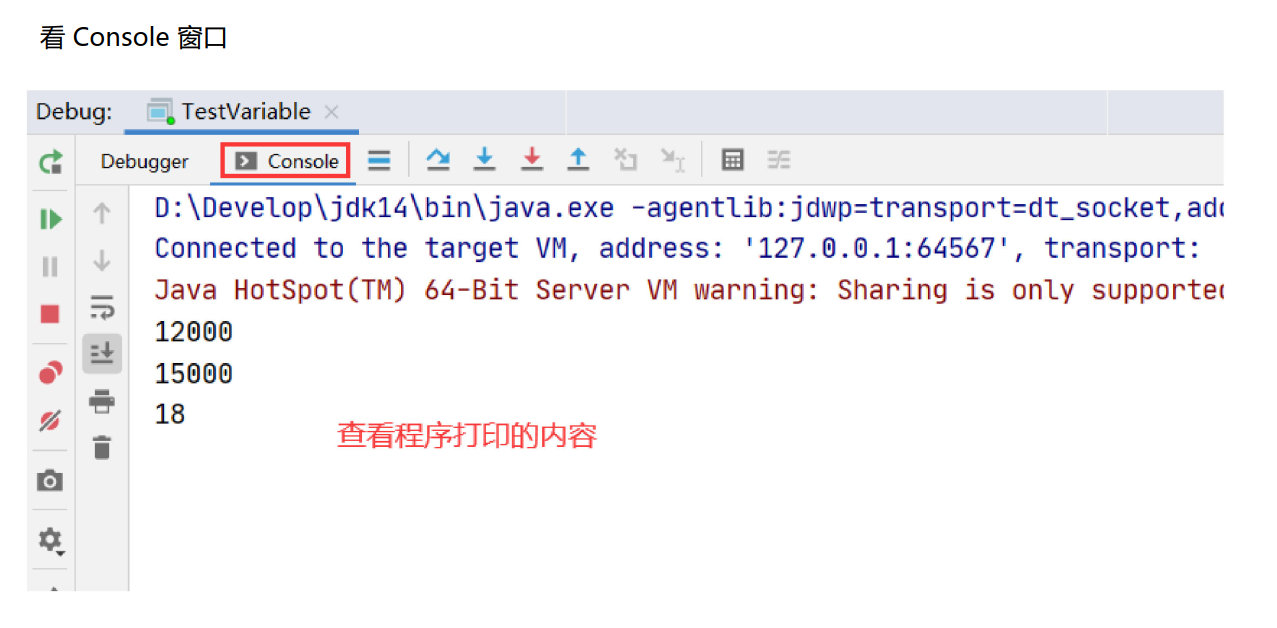 看 Console 窗口
Debug: TestVariable
Debugger Console
D:\Develop\jdk14\bin\java.exe -agentlib:jdwp=transport=dt_socket,add
Connected to the target VM, address: '127.0.0.1:64567', transport:
Java HotSpot(TM) 64-Bit Server VM warning: Sharing is only supported
12000
15000
18
查看程序打印的内容